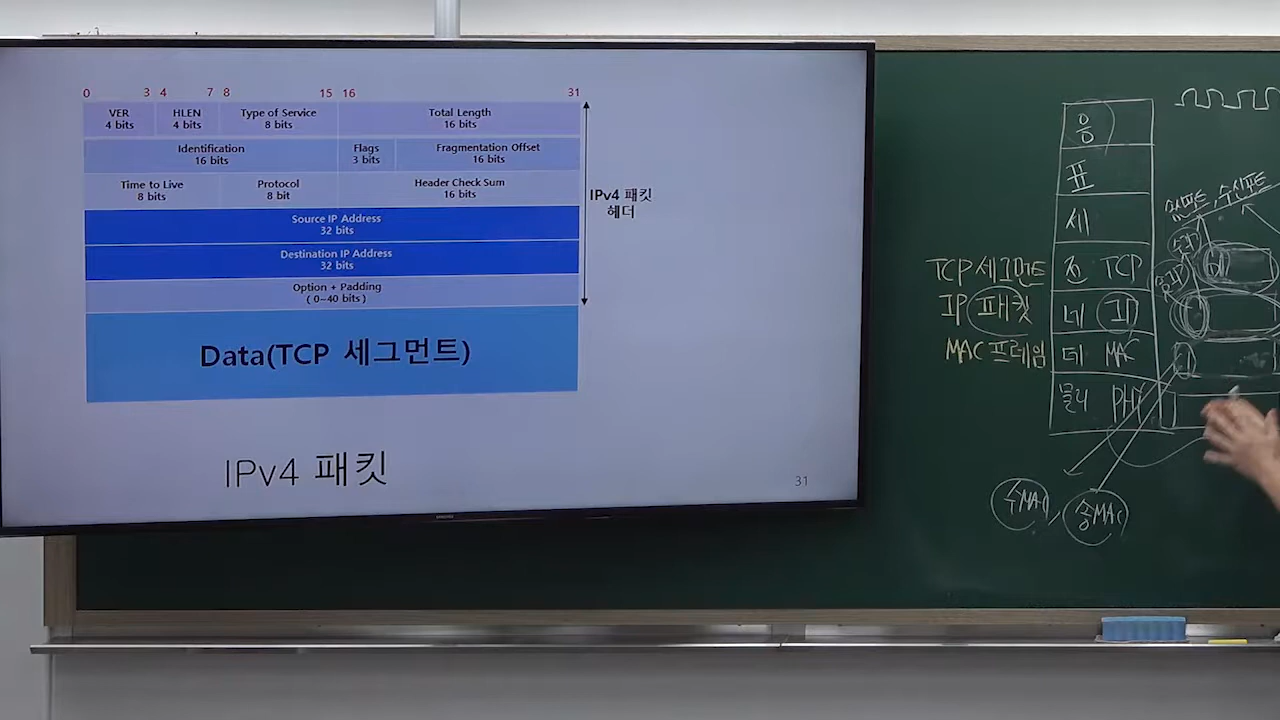 0 3 4 7 8 15 16 31
VER HLEN Type of Service Total Length
4 bits 4 bits 8 bits 16 bits
Identification Flags Fragmentation Offset
16 bits 3 bits 16 bits
Time to Live Protocol Header Check Sum
8 bits 8 bit 16 bits
Source IP Address
32 bits
Destination IP Address
32 bits
Option + Padding
( 0~40 bits )
Data(TCP 세그먼트)
IPv4 패킷
헤더
IPv4 패킷
31
응
표
세
TCP 세그먼트 전 TCP
IP 패킷 네 IP
MAC 프레임 데 MAC
물리 PHY
송신포트, 수신포트
수MAC, 송MAC